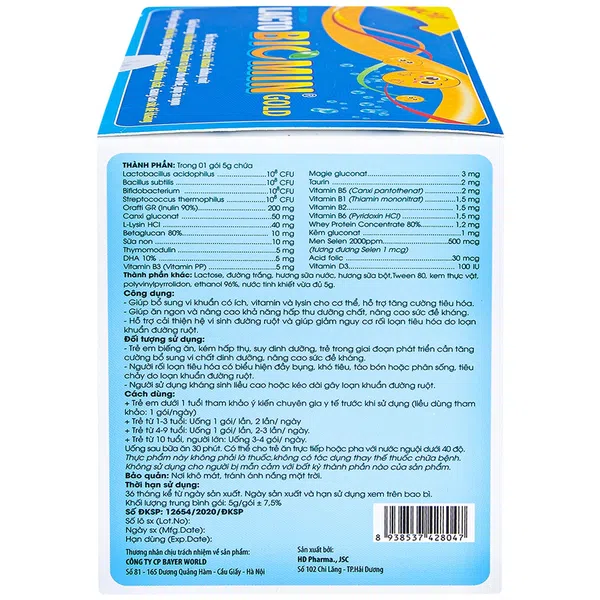 LACTO
BIOMIN®
GOLD
THÀNH PHẦN: Trong 01 gói 5g chứa
Lactobacillus acidophilus 10⁸ CFU
Bacillus subtilis 10⁸ CFU
Bifidobacterium 10⁸CFU
Streptococcus thermophilus 10⁸ CFU
Orafti GR (Inulin 90%) 200 mg
Canxi gluconat 50 mg
L-Lysin HCl 40 mg
Betaglucan 80% 10 mg
Sữa non 10 mg
Thymomodulin 5 mg
DHA 10% 5 mg
Vitamin B3 (Vitamin PP) 5 mg
Magie gluconat 3 mg
Taurin 2 mg
Vitamin B5 (Canxi pantothenat) 2 mg
Vitamin B1 (Thiamin mononitrat) 1,5 mg
Vitamin B2 1,5 mg
Vitamin B6 (Pyridoxin HCl) 1,5 mg
Whey Protein Concentrate 80% 1,2 mg
Kẽm gluconat 1 mg
Men Selen 2000ppm 500 mcg
(tương đương Selen 1 mcg)
Acid folic 30 mcg
Vitamin D3 100 IU
Thành phần khác: Lactose, đường trắng, hương sữa nước, hương sữa bột,Tween 80, kem thực vật,
polyvinylpyrrolidon, ethanol 96%, nước tinh khiết vừa đủ 5g.
Công dụng:
- Giúp bổ sung vi khuẩn có ích, vitamin và lysin cho cơ thể, hỗ trợ tăng cường tiêu hóa.
- Giúp ăn ngon và nâng cao khả năng hấp thu dưỡng chất, nâng cao sức đề kháng.
- Hỗ trợ cải thiện hệ vi sinh đường ruột và giúp giảm nguy cơ rối loạn tiêu hóa do loạn
khuẩn đường ruột.
Đối tượng sử dụng:
- Trẻ em biếng ăn, kém hấp thu, suy dinh dưỡng, trẻ trong giai đoạn phát triển cần tăng
cường bổ sung vi chất dinh dưỡng, nâng cao sức đề kháng.
- Người rối loạn tiêu hóa có biểu hiện đầy bụng, khó tiêu, táo bón hoặc phân sống, tiêu
chảy do loạn khuẩn đường ruột.
- Người sử dụng kháng sinh liều cao hoặc kéo dài gây loạn khuẩn đường ruột.
Cách dùng:
+ Trẻ em dưới 1 tuổi tham khảo ý kiến chuyên gia y tế trước khi sử dụng (liều dùng tham
khảo: 1 gói/ngày)
+ Trẻ từ 1-3 tuổi: Uống 1 gói/ lần, 2 lần/ ngày
+ Trẻ từ 4-9 tuổi: Uống 1 gói/ lần, 2-3 lần/ ngày.
+ Trẻ từ 10 tuổi, người lớn: Uống 3-4 gói/ ngày.
Uống sau bữa ăn 30 phút. Có thể cho trẻ ăn trực tiếp hoặc pha với nước nguội dưới 40 độ.
Thực phẩm này không phải là thuốc,không có tác dụng thay thế thuốc chữa bệnh.
Không sử dụng cho người bị mẫn cảm với bất kỳ thành phần nào của sản phẩm.
Bảo quản: Nơi khô mát, tránh ánh nắng mặt trời.
Thời hạn sử dụng:
36 tháng kể từ ngày sản xuất. Ngày sản xuất và hạn sử dụng xem trên bao bì.
Khối lượng trung bình gói: 5g/gói ± 7,5%
Số ĐKSP: 12654/2020/ĐKSP
Số lô sx (Lot.No):
Ngày sx (Mfg.Date):
Hạn dùng (Exp.Date):
8 938537 428047
Thương nhân chịu trách nhiệm về sản phẩm:
CÔNG TY CP BAYER WORLD
Số 81 - 165 Dương Quảng Hàm - Cầu Giấy - Hà Nội
Sản xuất bởi:
HD Pharma., JSC
Số 102 Chi Lăng - TP.Hải Dương